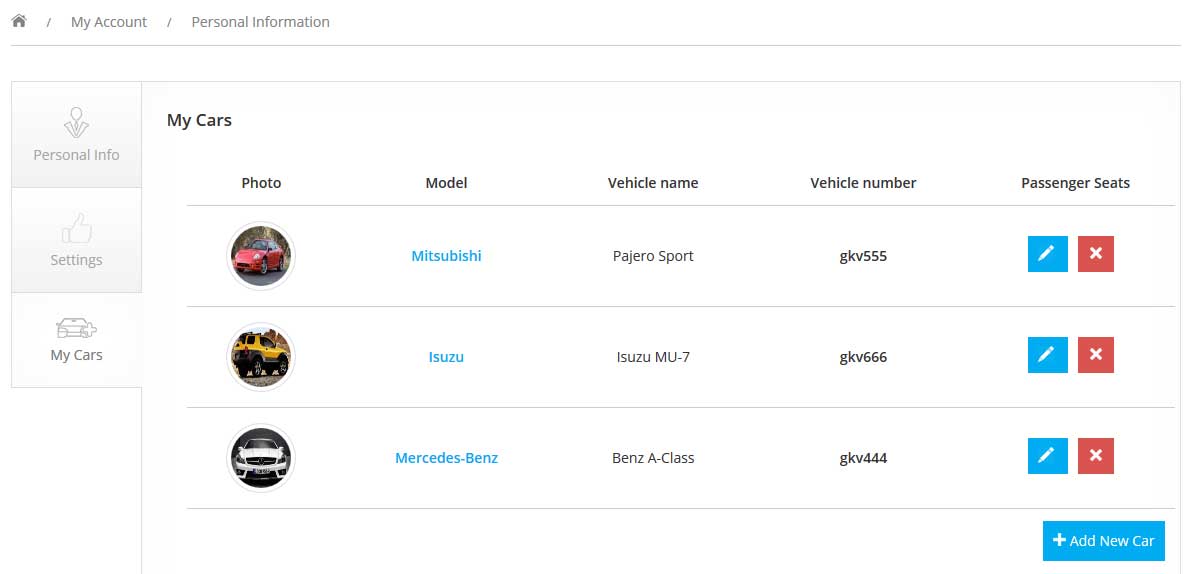 / My Account / Personal Information
Personal Info
Settings
My Cars
My Cars
Photo Model Vehicle name Vehicle number Passenger Seats
Mitsubishi Pajero Sport gkv555
Isuzu Isuzu MU-7 gkv666
Mercedes-Benz Benz A-Class gkv444
Add New Car